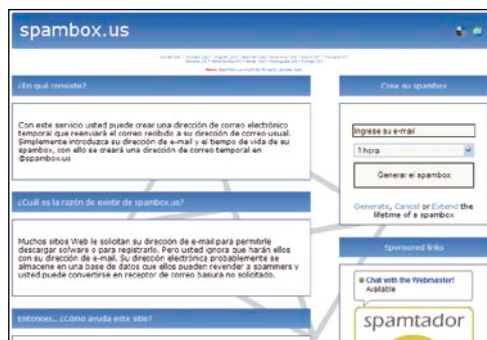 spambox.us
¿En qué consiste?
Con este servicio usted puede crear una dirección de correo electrónico
temporal que reenviará el correo recibido a su dirección de correo usual.
Simplemente introduzca su dirección de e-mail y el tiempo de vida de su
spambox, con ello se creará una dirección de correo temporal en
@spambox.us
¿Cuál es la razón de existir de spambox.us?
Muchos sitios Web le solicitan su dirección de e-mail para permitirle
descargar sofware o para registrarlo. Pero usted ignora que harán ellos
con su dirección de e-mail. Su dirección electrónica probablemente se
almacene en una base de datos que ellos pueden revender a spammers y
usted puede convertirse en receptor de correo basura no solicitado.
Entonces... ¿Cómo ayuda este sitio?
Cree su spambox
Ingrese su e-mail
1 hora
Generar el spambox
Generate, Cancel or Extend the
lifetime of a spambox
Sponsored links
Chat with the Webmaster!
Available
spamtador